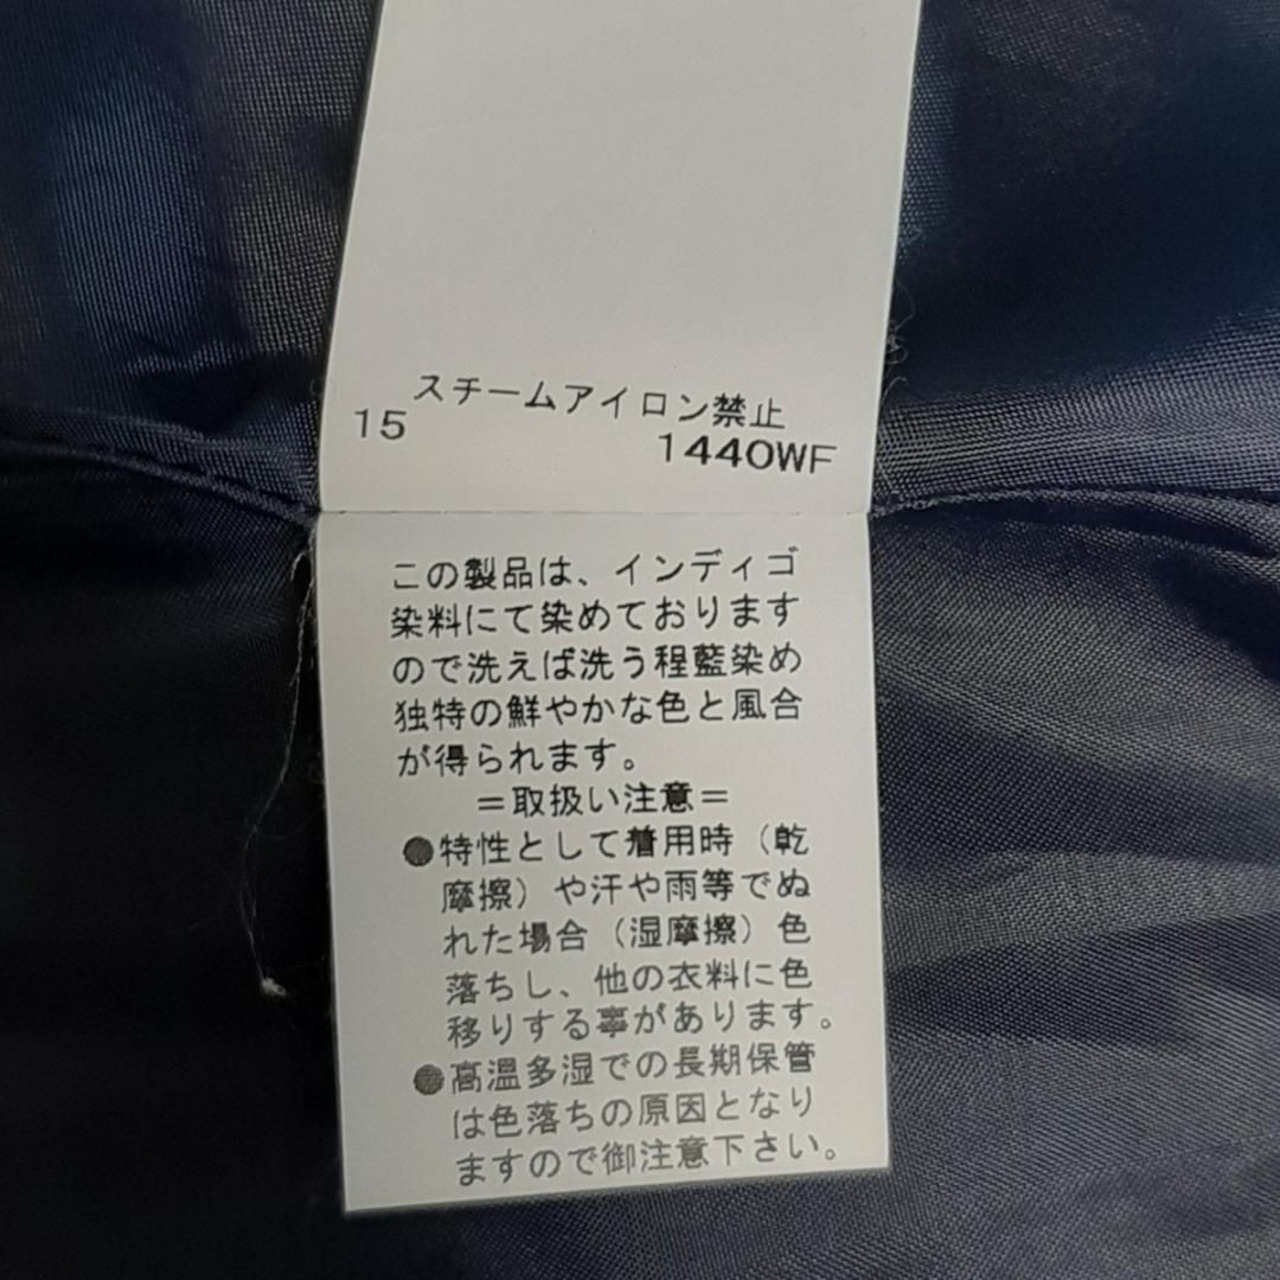 スチームアイロン禁止
15
1440WF
この製品は、インディゴ
染料にて染めております
ので洗えば洗う程藍染め
独特の鮮やかな色と風合
が得られます。
＝取扱い注意＝
●特性として着用時（乾
摩擦）や汗や雨等でぬ
れた場合（湿摩擦）色
落ちし、他の衣料に色
移りする事があります。
●高温多湿での長期保管
は色落ちの原因となり
ますので御注意下さい。